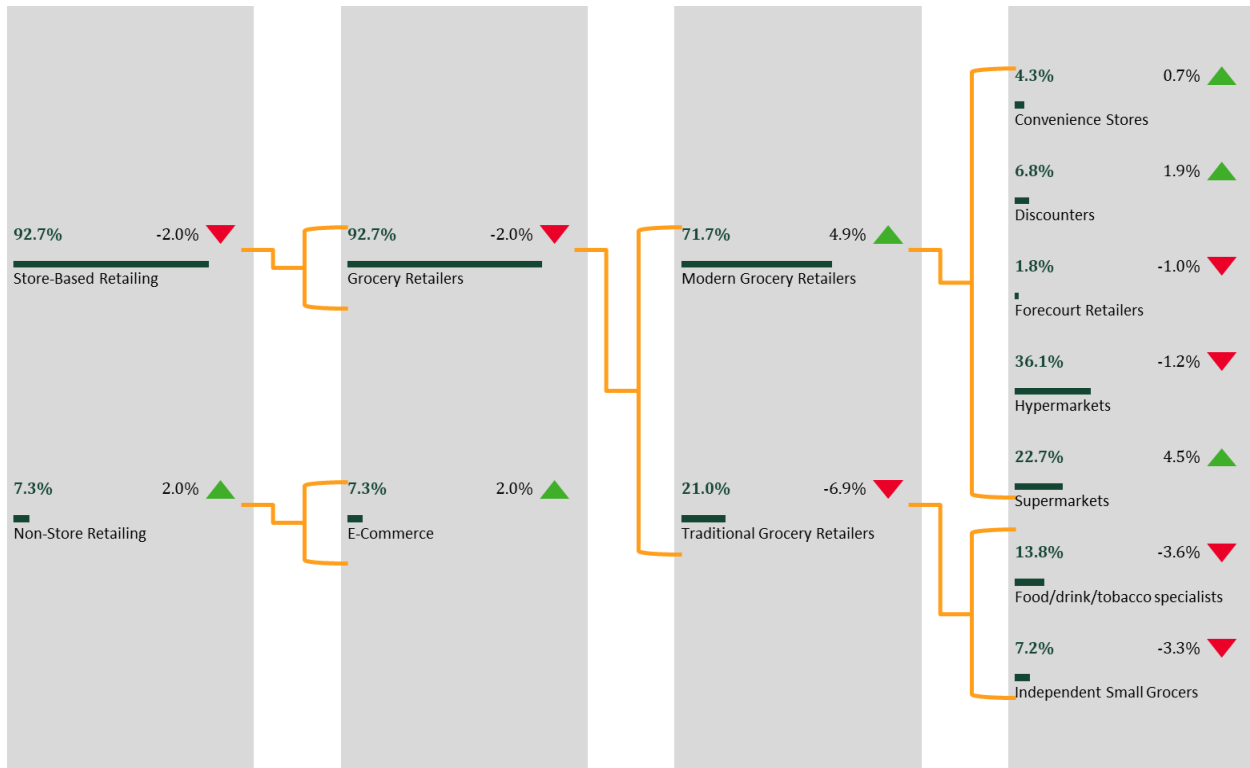 92.7% -2.0%
Store-Based Retailing
7.3% 2.0%
Non-Store Retailing
92.7% -2.0%
Grocery Retailers
7.3% 2.0%
E-Commerce
71.7% 4.9%
Modern Grocery Retailers
21.0% -6.9%
Traditional Grocery Retailers
4.3% 0.7%
Convenience Stores
6.8% 1.9%
Discounters
1.8% -1.0%
Forecourt Retailers
36.1% -1.2%
Hypermarkets
22.7% 4.5%
Supermarkets
13.8% -3.6%
Food/drink/tobacco specialists
7.2% -3.3%
Independent Small Grocers